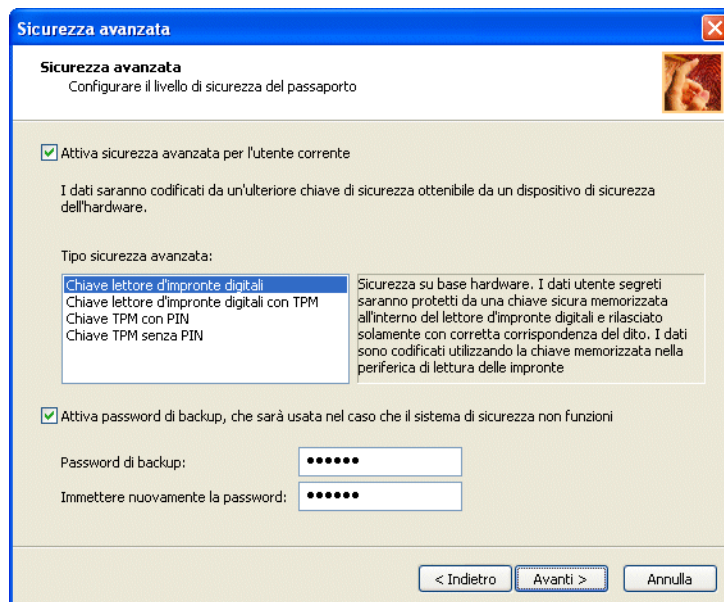 Sicurezza avanzata
Sicurezza avanzata
Configurare il livello di sicurezza del passaporto
Attiva sicurezza avanzata per l'utente corrente
I dati saranno codificati da un'ulteriore chiave di sicurezza ottenibile da un dispositivo di sicurezza
dell'hardware.
Tipo sicurezza avanzata:
Chiave lettore d'impronte digitali
Chiave lettore d'impronte digitali con TPM
Chiave TPM con PIN
Chiave TPM senza PIN
Sicurezza su base hardware. I dati utente segreti
saranno protetti da una chiave sicura memorizzata
all'interno del lettore d'impronte digitali e rilasciato
solamente con corretta corrispondenza del dito. I dati
sono codificati utilizzando la chiave memorizzata nella
periferica di lettura delle impronte
Attiva password di backup, che sarà usata nel caso che il sistema di sicurezza non funzioni
Password di backup: ••••••
Immettere nuovamente la password: ••••••
< Indietro Avanti > Annulla